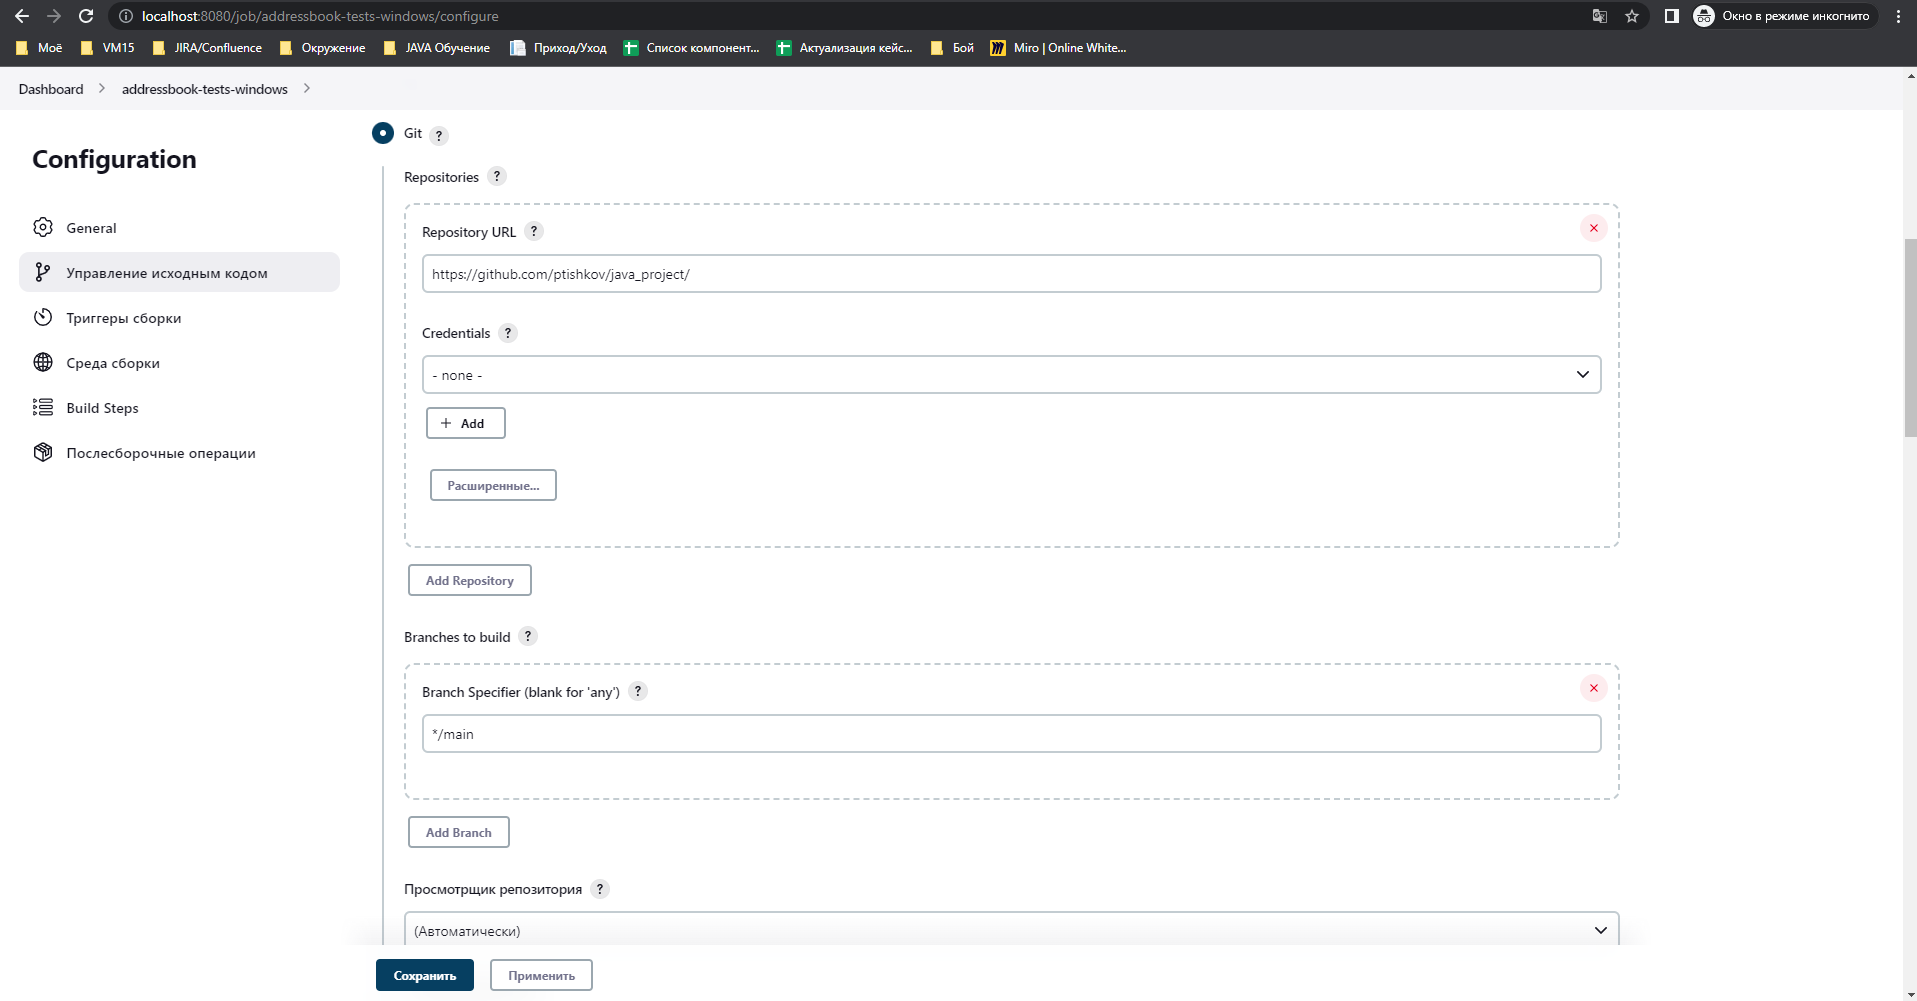 localhost:8080/job/addressbook-tests-windows/configure
Окно в режиме инкогнито
Моё
VM15
JIRA/Confluence
Окружение
JAVA Обучение
Приход/Уход
Список компонент...
Актуализация кейс...
Бой
Miro | Online White...
Dashboard
addressbook-tests-windows
Configuration
General
Управление исходным кодом
Триггеры сборки
Среда сборки
Build Steps
Послесборочные операции
Git ?
Repositories ?
Repository URL ?
https://github.com/ptishkov/java_project/
Credentials ?
- none -
+ Add
Расширенные...
Add Repository
Branches to build ?
Branch Specifier (blank for 'any') ?
*/main
Add Branch
Просмотрщик репозитория ?
(Автоматически)
Сохранить
Применить